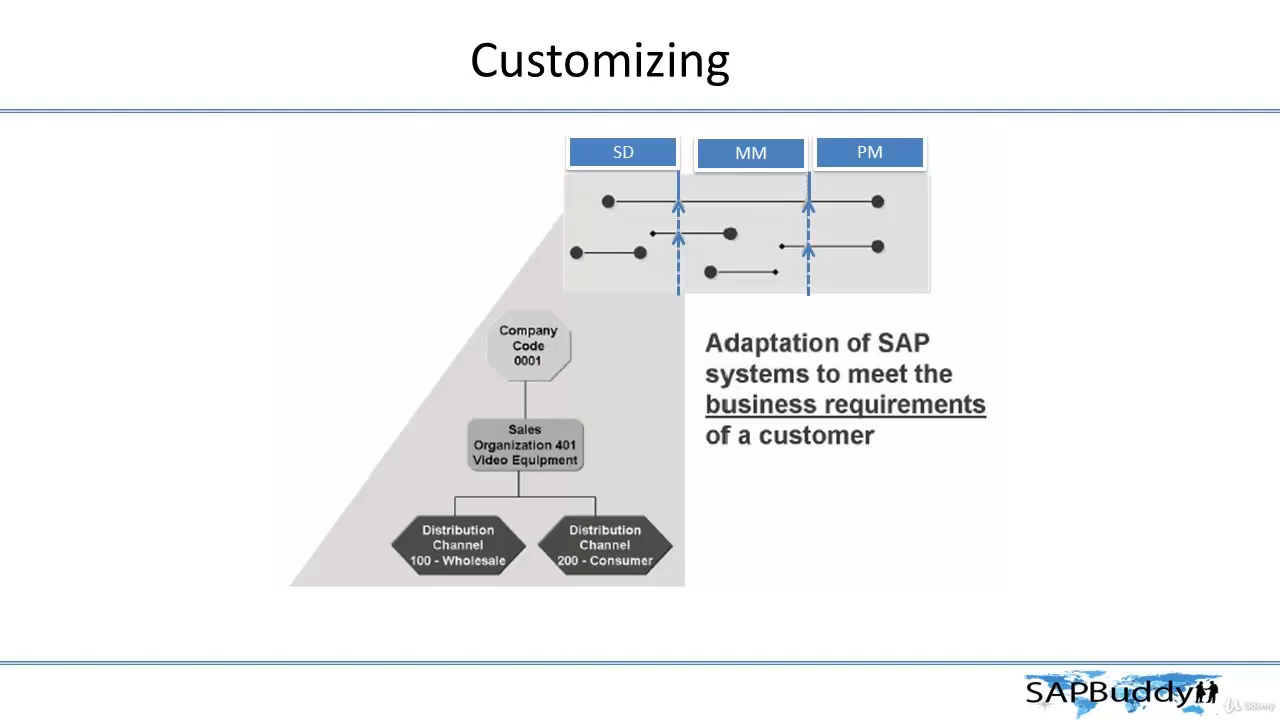 Customizing
SD
MM
PM
Company
Code
0001
Sales
Organization 401
Video Equipment
Distribution
Channel
100 - Wholesale
Distribution
Channel
200 - Consumer
Adaptation of SAP
systems to meet the
business requirements
of a customer
SAPBuddy
Udemy